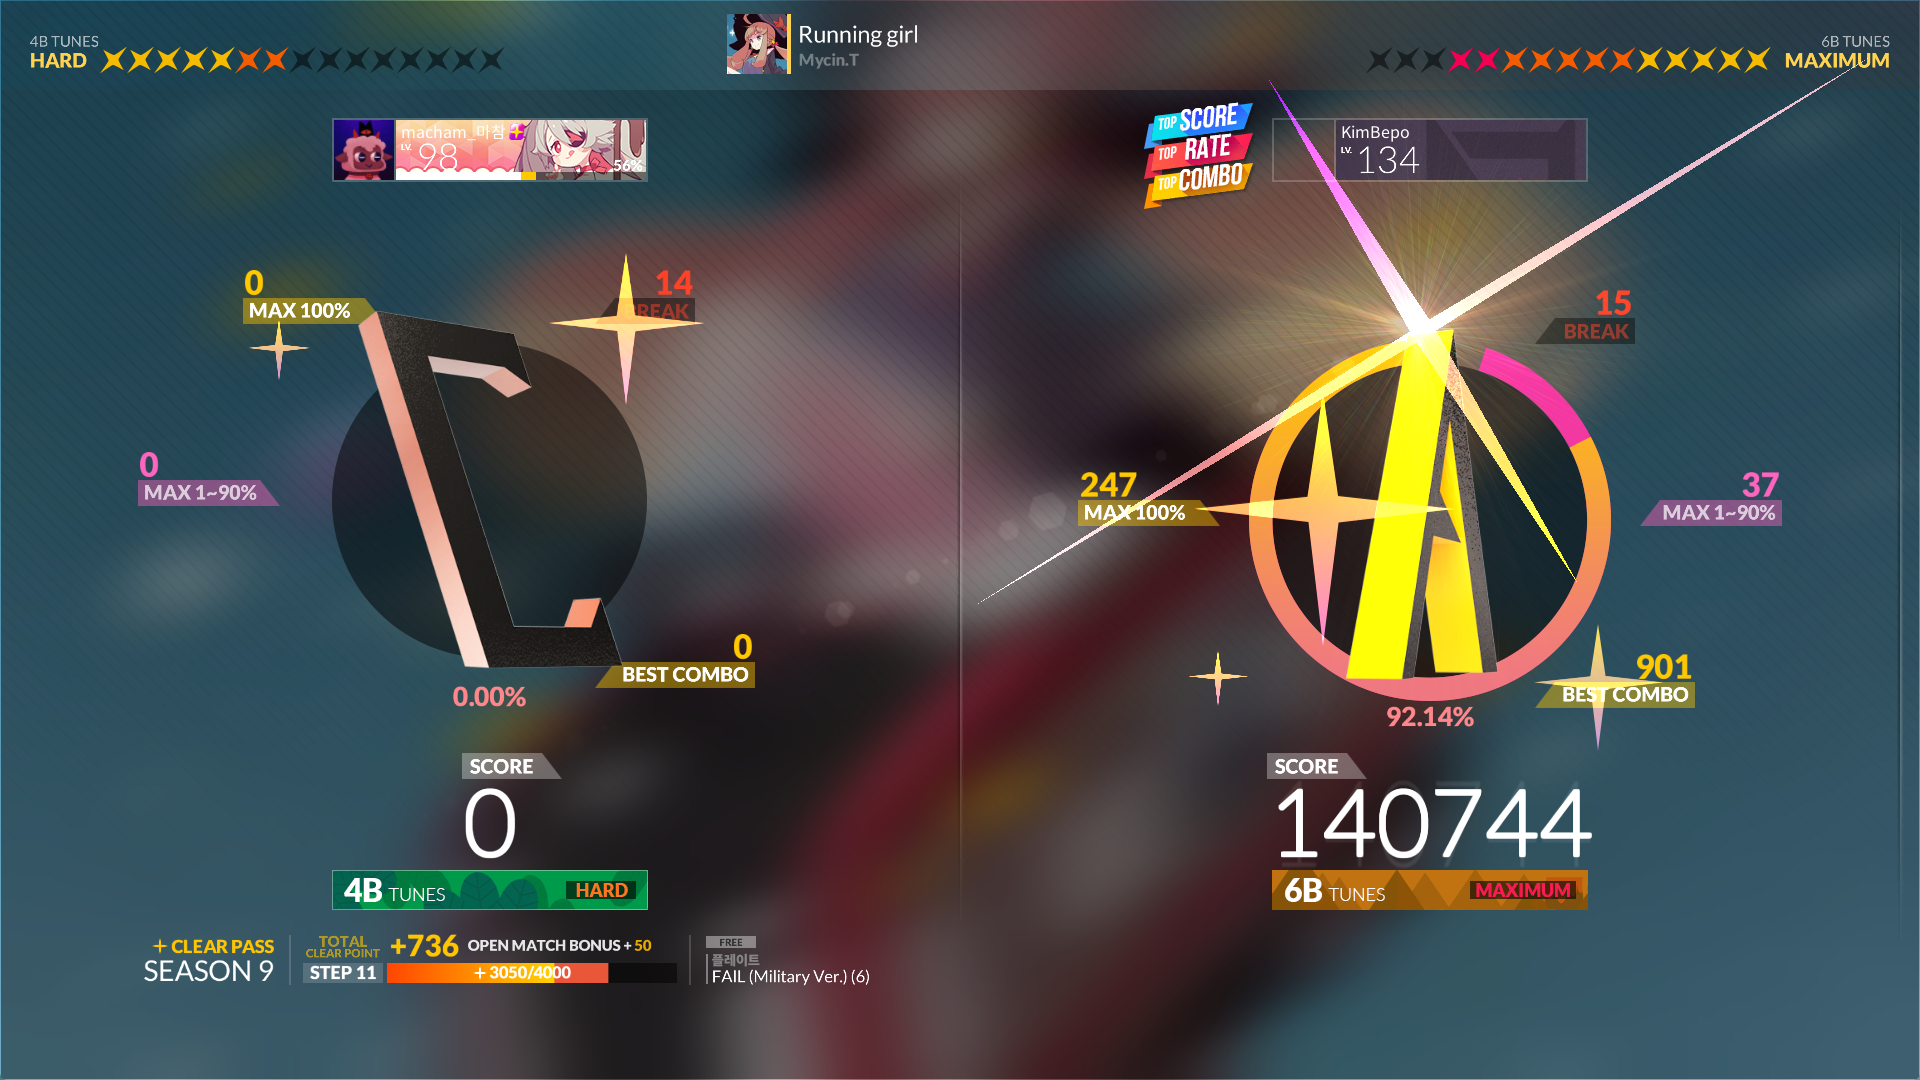 4B TUNES
HARD
Running girl
Mycin.T
6B TUNES
MAXIMUM
macham_마참
LV. 98
56%
TOP SCORE
TOP RATE
TOP COMBO
KimBepo
LV. 134
0
MAX 100%
14
BREAK
0
MAX 1~90%
0
BEST COMBO
0.00%
SCORE
0
4B TUNES HARD
15
BREAK
247
MAX 100%
37
MAX 1~90%
901
BEST COMBO
92.14%
SCORE
140744
6B TUNES MAXIMUM
+ CLEAR PASS
SEASON 9
TOTAL
CLEAR POINT
+736 OPEN MATCH BONUS + 50
STEP 11
+ 3050/4000
FREE
플레이트
FAIL (Military Ver.) (6)